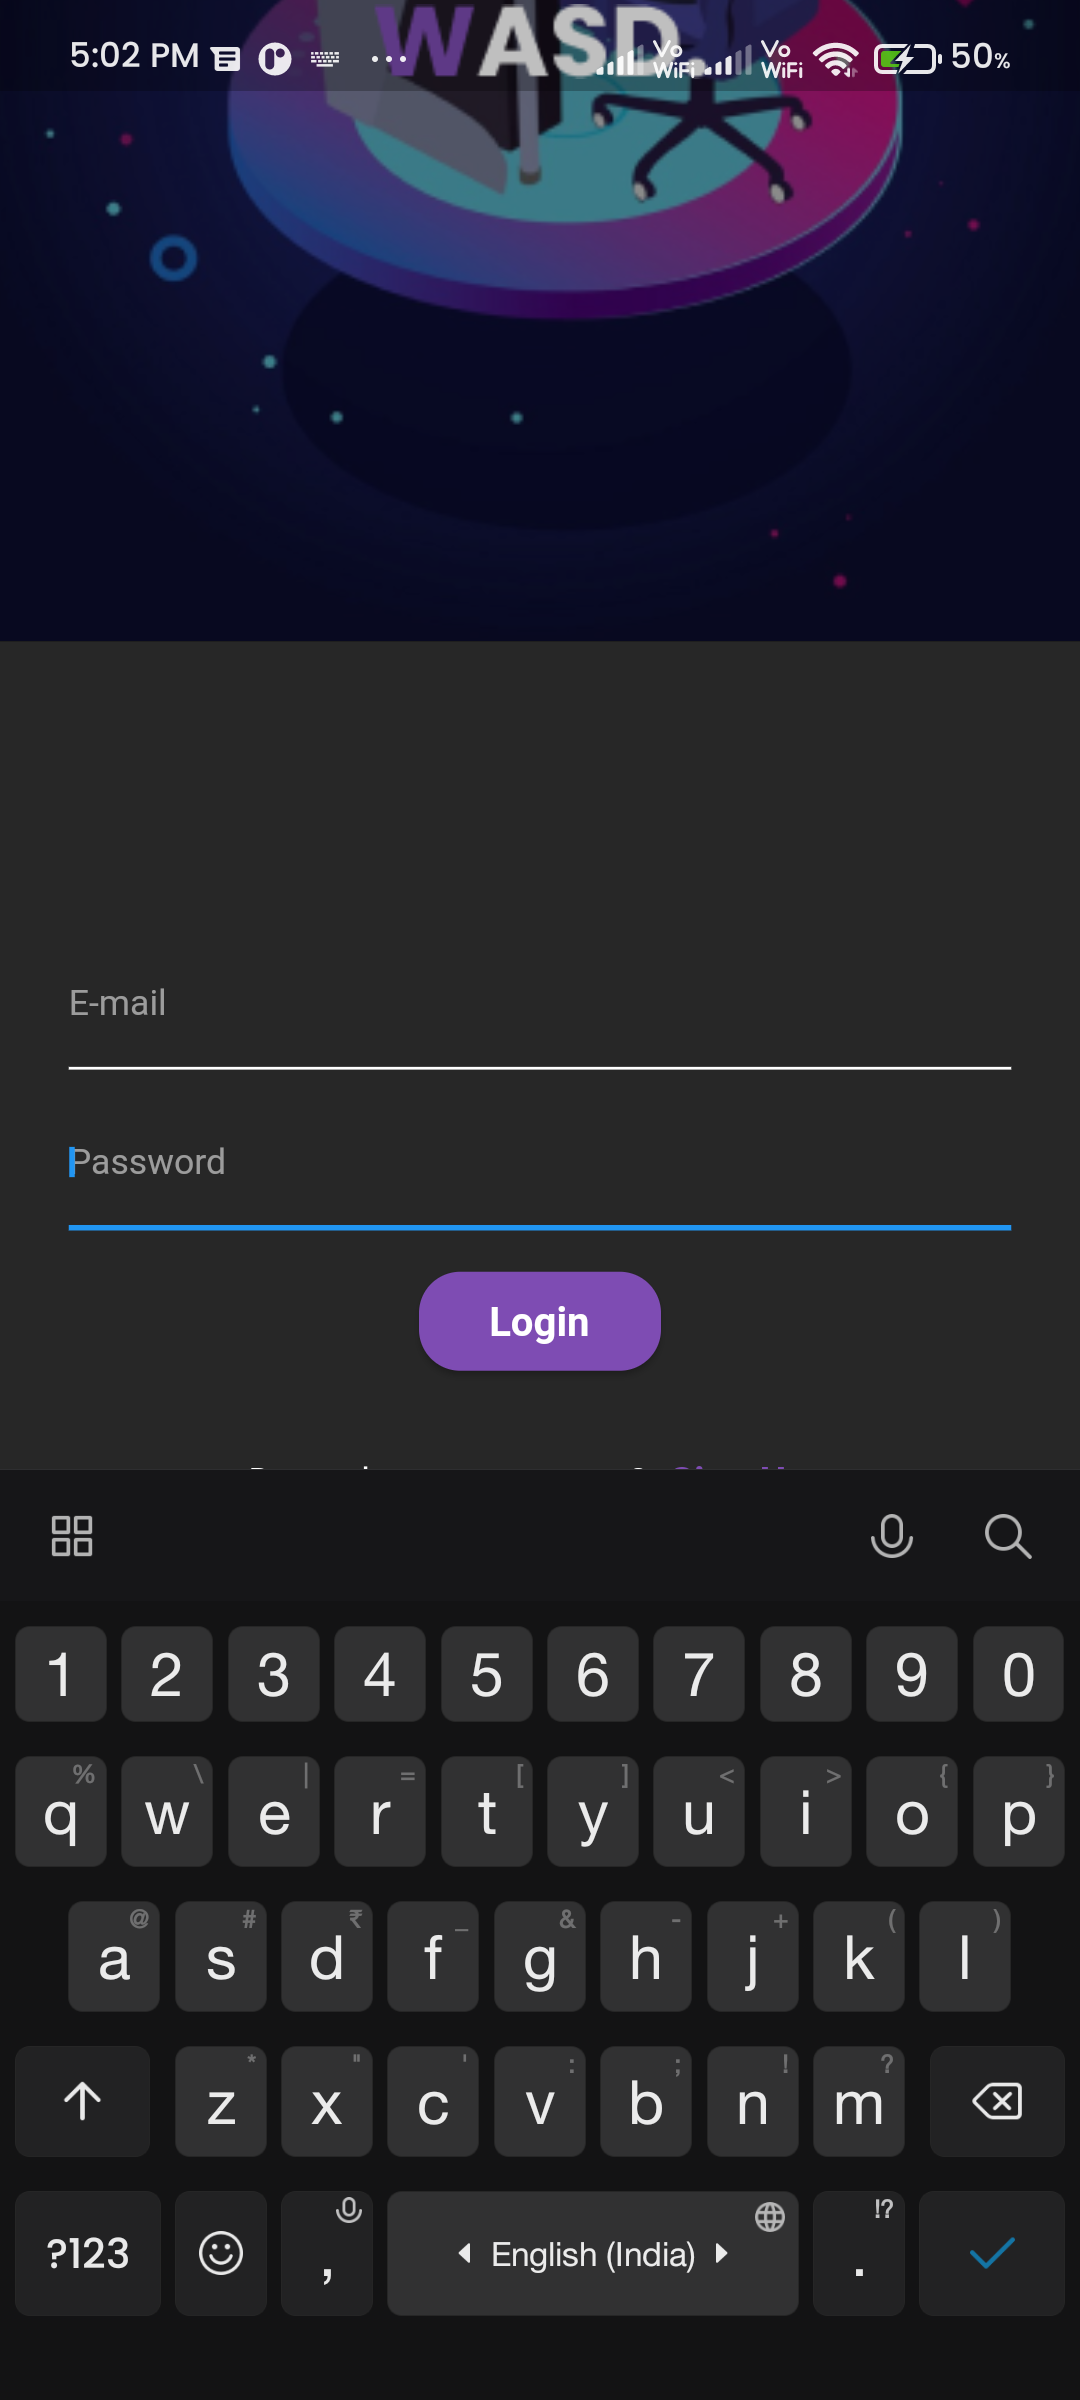 WASD.
5:02 PM Vo WiFi Vo WiFi 50%
E-mail
Password
Login
1 2 3 4 5 6 7 8 9 0
% \ | = [ ] < > { }
q w e r t y u i o p
@ # ₹ _ & - + ( )
a s d f g h j k l
* " ' : ; ! ?
z x c v b n m
!?
?123 , English (India) .